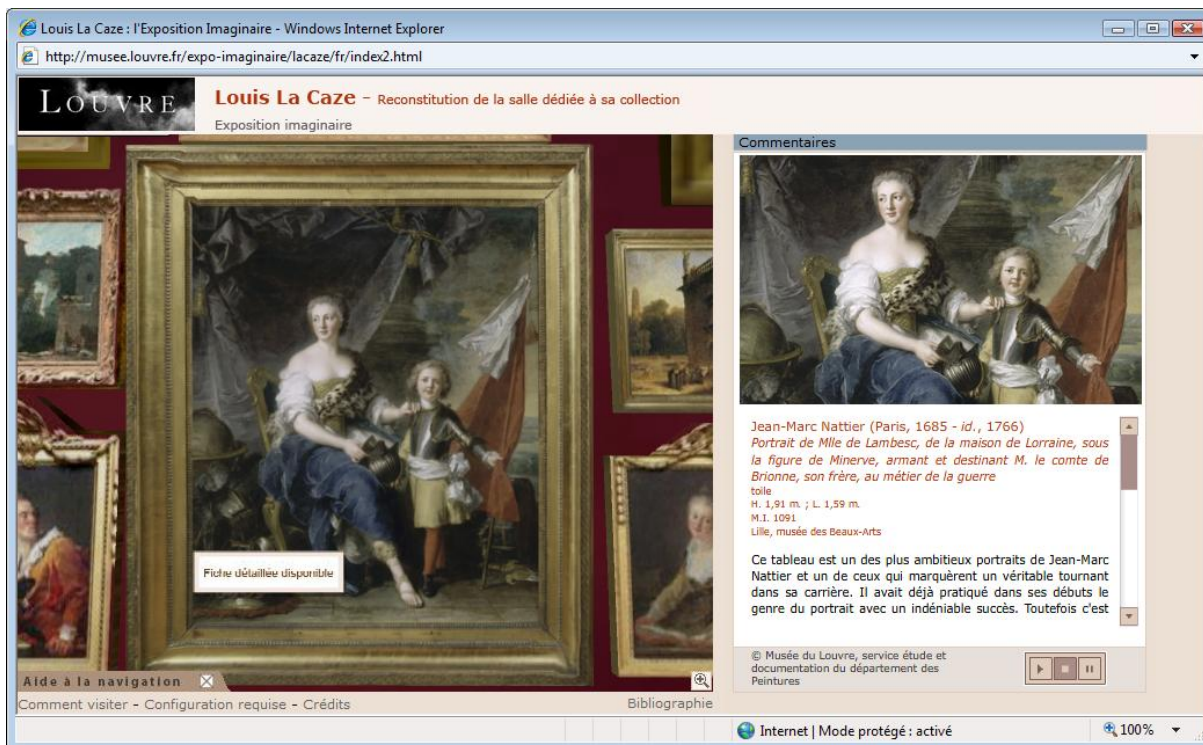 Louis La Caze : l'Exposition Imaginaire - Windows Internet Explorer
http://musee.louvre.fr/expo-imaginaire/lacaze/fr/index2.html
LOUVRE
Louis La Caze – Reconstitution de la salle dédiée à sa collection
Exposition imaginaire
Commentaires
Jean-Marc Nattier (Paris, 1685 - id., 1766)
Portrait de Mlle de Lambesc, de la maison de Lorraine, sous
la figure de Minerve, armant et destinant M. le comte de
Brionne, son frère, au métier de la guerre
toile
H. 1,91 m. ; L. 1,59 m.
M.I. 1091
Lille, musée des Beaux-Arts
Ce tableau est un des plus ambitieux portraits de Jean-Marc
Nattier et un de ceux qui marquèrent un véritable tournant
dans sa carrière. Il avait déjà pratiqué dans ses débuts le
genre du portrait avec un indéniable succès. Toutefois c'est
Fiche détaillée disponible
© Musée du Louvre, service étude et
documentation du département des
Peintures
Aide à la navigation
Comment visiter - Configuration requise - Crédits
Bibliographie
Internet | Mode protégé : activé
100%